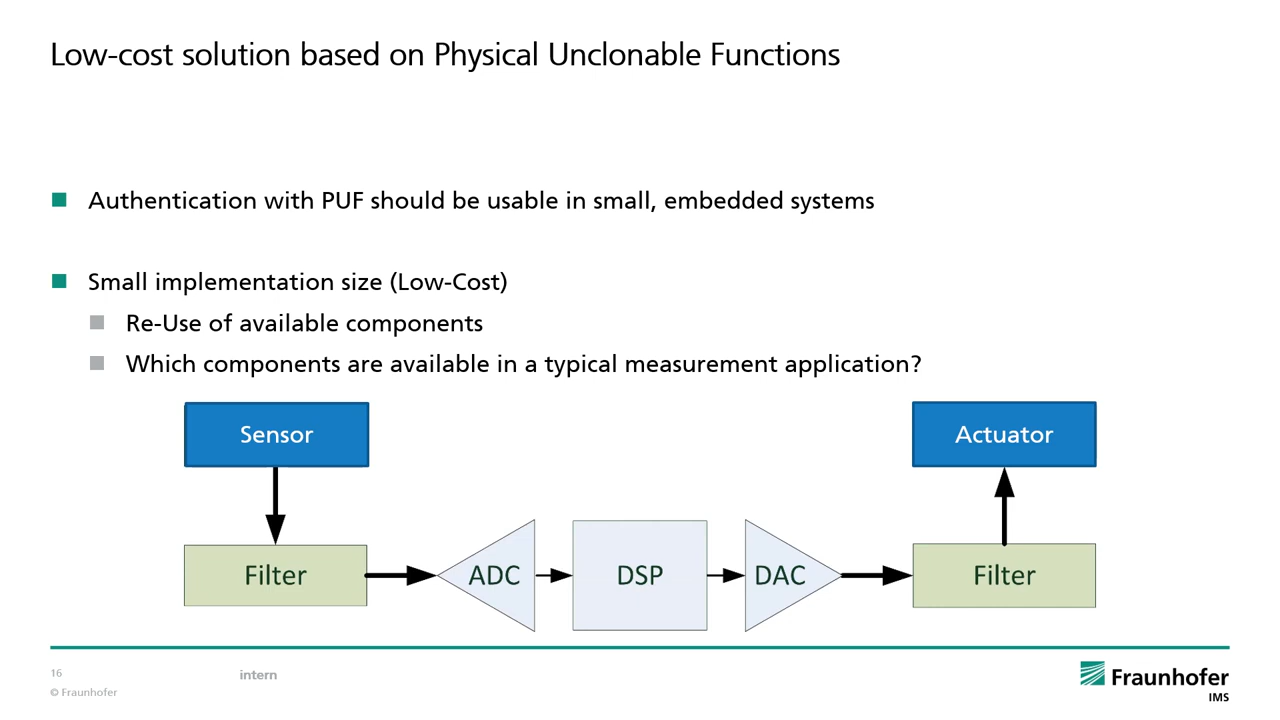 Low-cost solution based on Physical Unclonable Functions
Authentication with PUF should be usable in small, embedded systems
Small implementation size (Low-Cost)
Re-Use of available components
Which components are available in a typical measurement application?
Sensor
Actuator
Filter
ADC
DSP
DAC
Filter
16
intern
© Fraunhofer
Fraunhofer
IMS